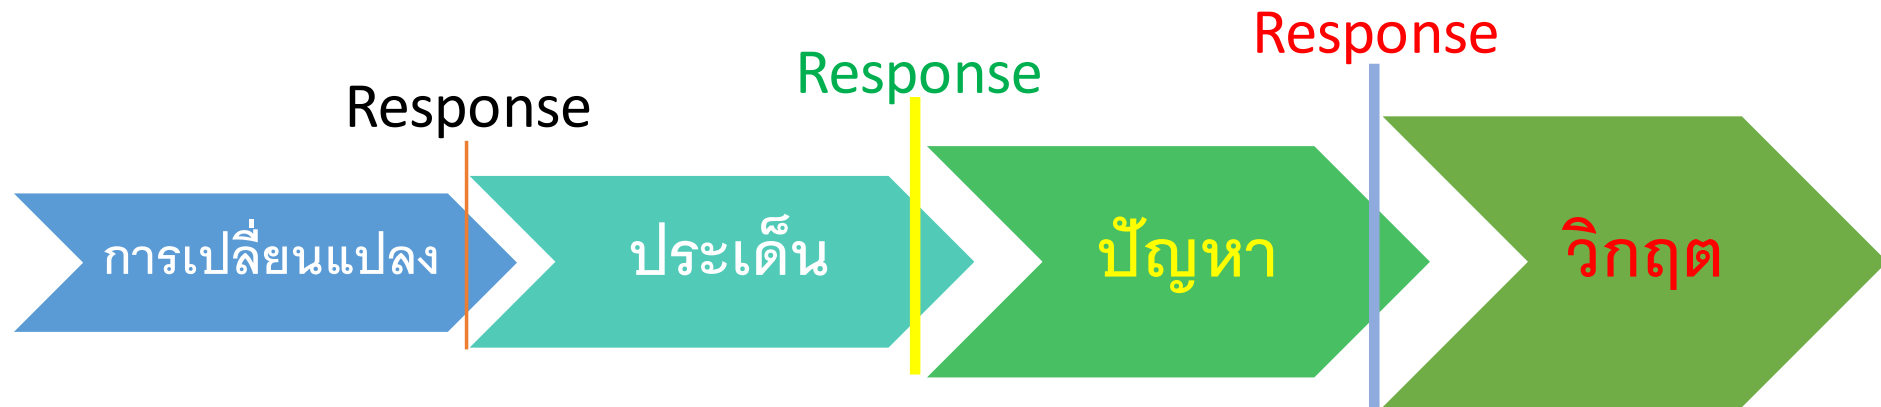 Response
Response
Response
การเปลี่ยนแปลง
ประเด็น
ปัญหา
วิกฤต